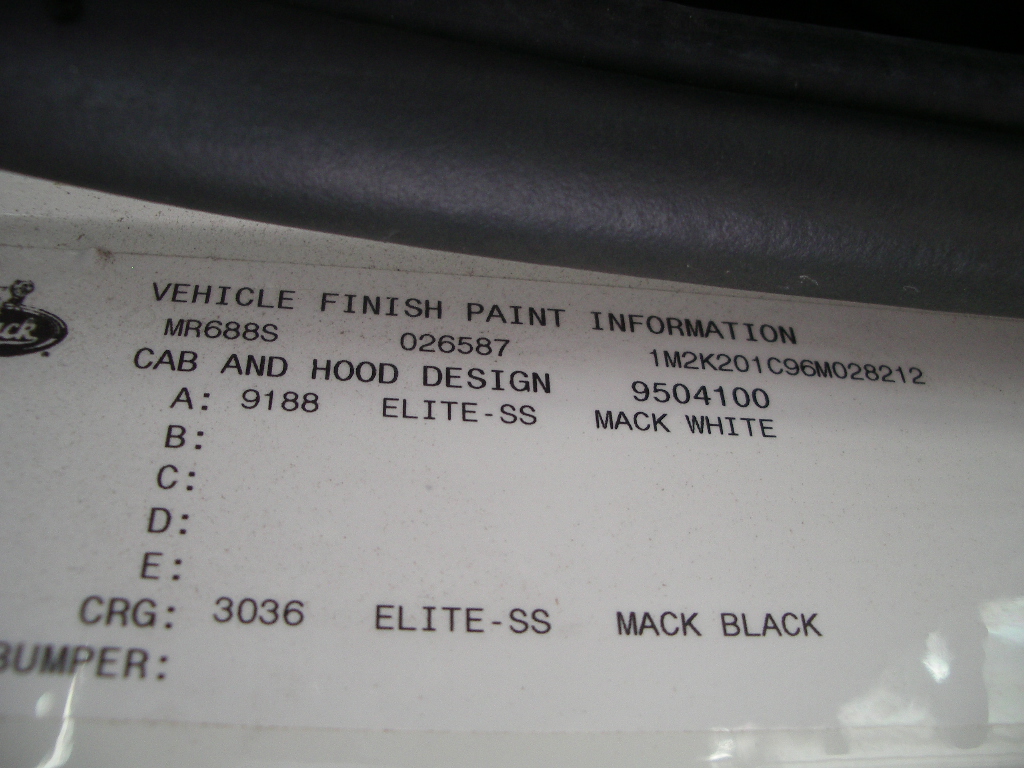 VEHICLE FINISH PAINT INFORMATION
MR688S 026587 1M2K201C96M028212
CAB AND HOOD DESIGN 9504100
A: 9188 ELITE-SS MACK WHITE
B:
C:
D:
E:
CRG: 3036 ELITE-SS MACK BLACK
BUMPER: